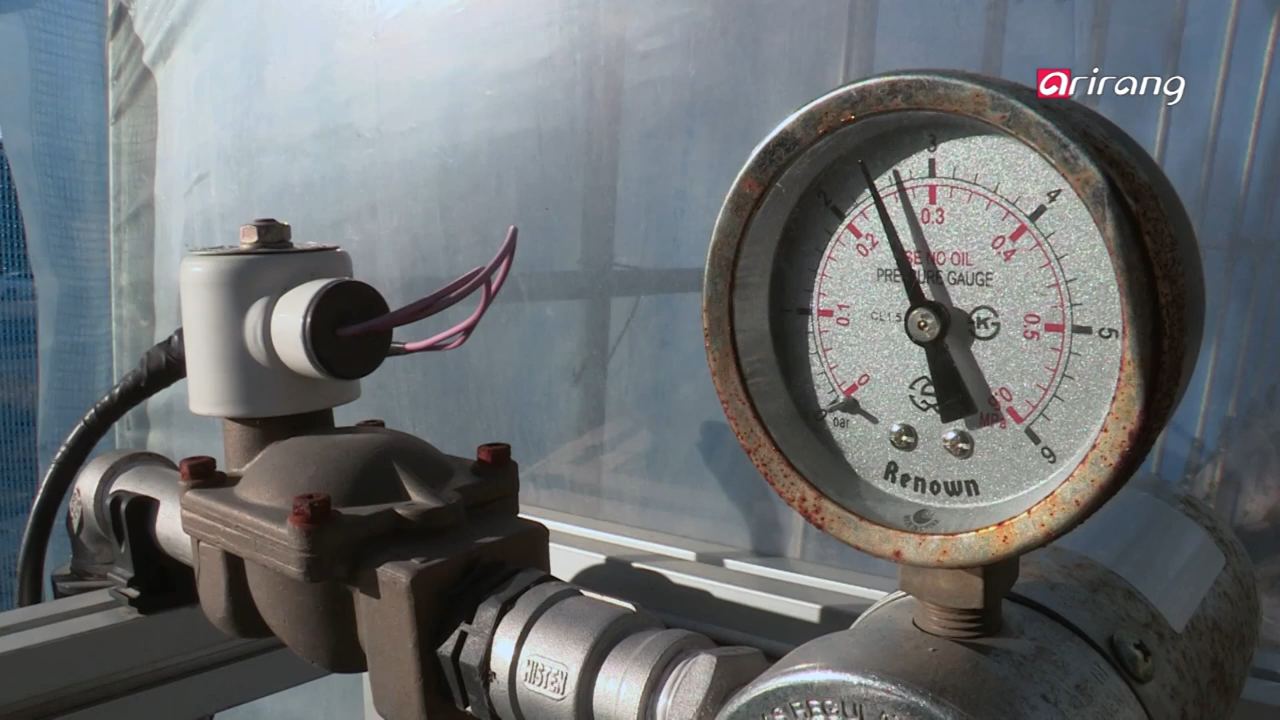 arirang
3
2
4
0.3
0.2
0.4
NO OIL
PRESSURE GAUGE
CL1.5
K
5
0.1
0.5
0
0
bar
MPa
6
Renown
HISTEN